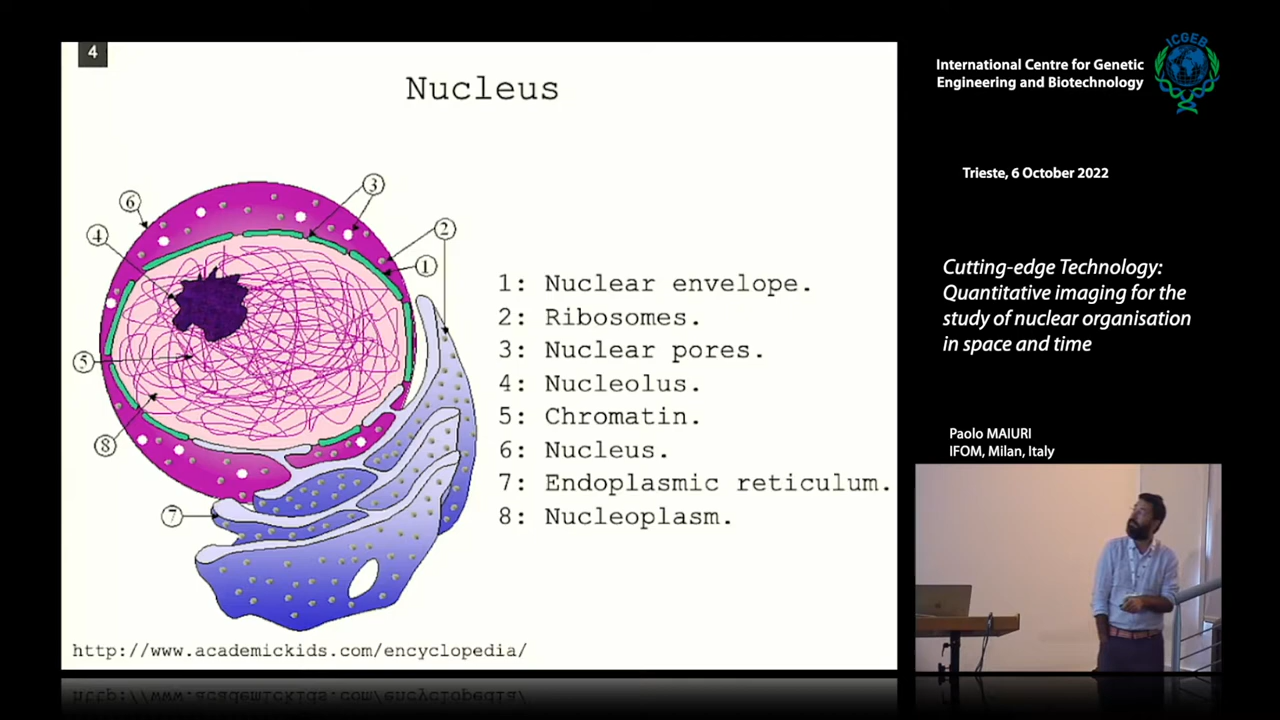 4
Nucleus
6
3
4
2
1
5
8
7
1: Nuclear envelope.
2: Ribosomes.
3: Nuclear pores.
4: Nucleolus.
5: Chromatin.
6: Nucleus.
7: Endoplasmic reticulum.
8: Nucleoplasm.
http://www.academickids.com/encyclopedia/
International Centre for Genetic
Engineering and Biotechnology
ICGEB
Trieste, 6 October 2022
Cutting-edge Technology:
Quantitative imaging for the
study of nuclear organisation
in space and time
Paolo MAIURI
IFOM, Milan, Italy